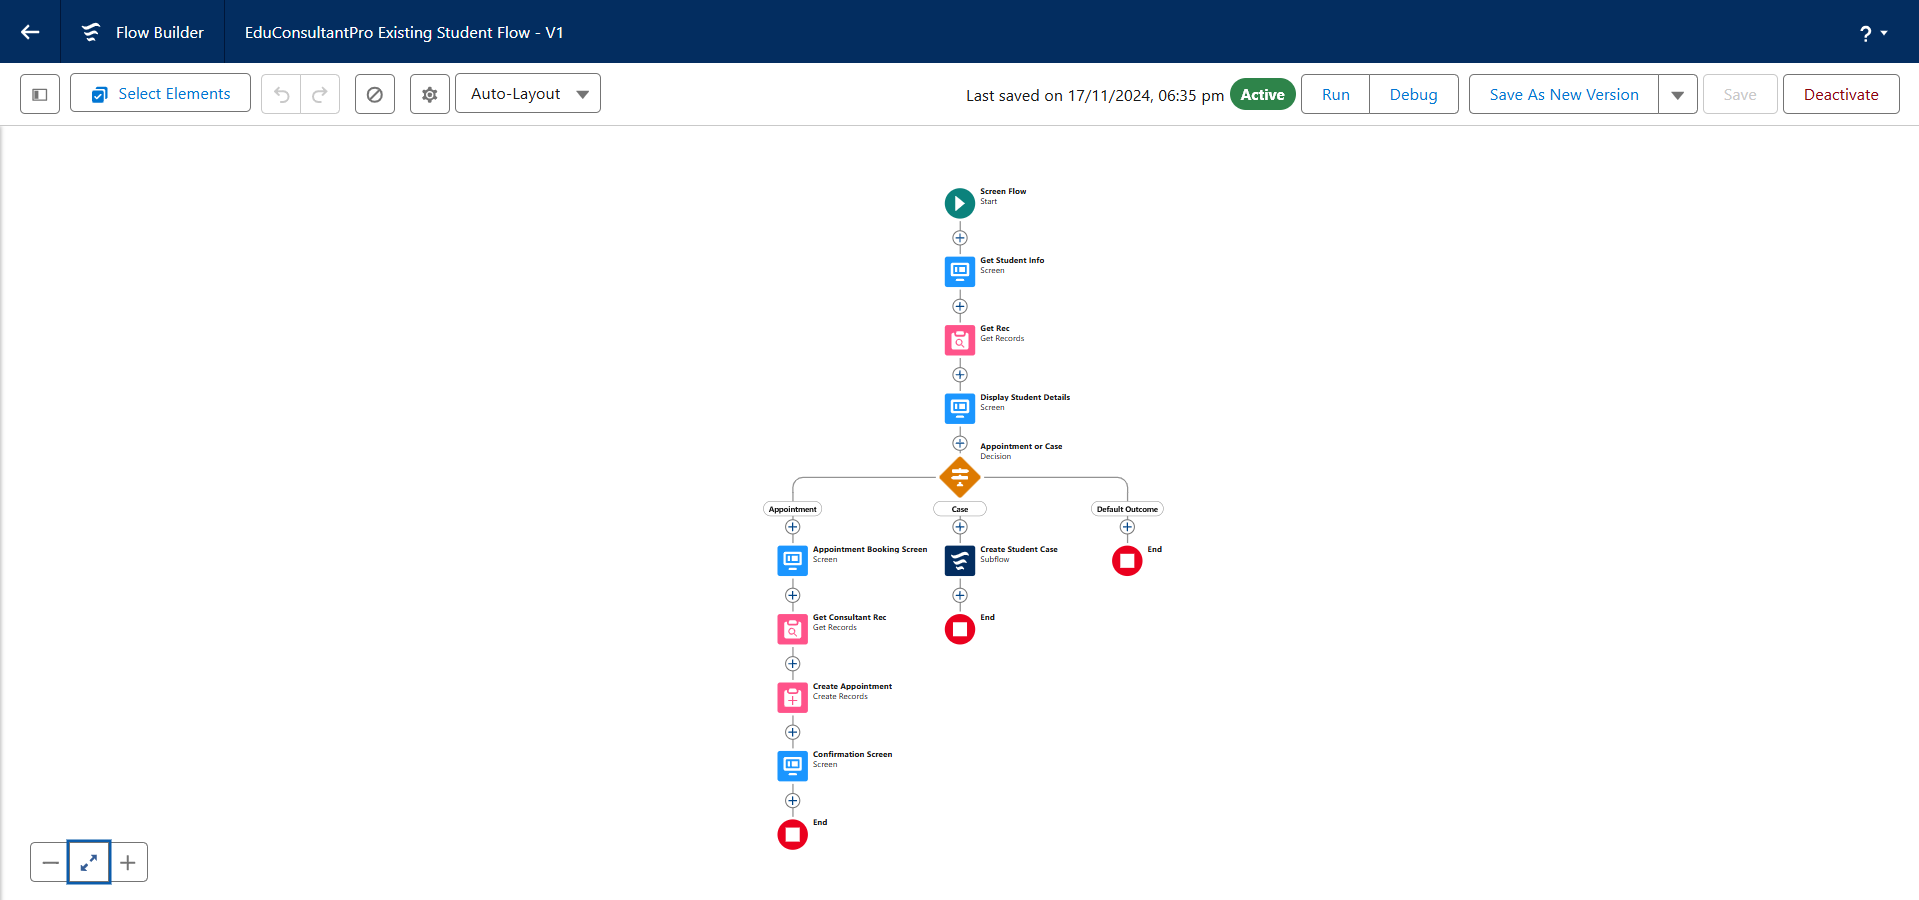 Flow Builder
EduConsultantPro Existing Student Flow - V1
?
Select Elements
Auto-Layout
Last saved on 17/11/2024, 06:35 pm
Active
Run
Debug
Save As New Version
Save
Deactivate
Screen Flow
Start
Get Student Info
Screen
Get Rec
Get Records
Display Student Details
Screen
Appointment or Case
Decision
Appointment
Case
Default Outcome
Appointment Booking Screen
Screen
Create Student Case
Subflow
End
Get Consultant Rec
Get Records
End
Create Appointment
Create Records
Confirmation Screen
Screen
End